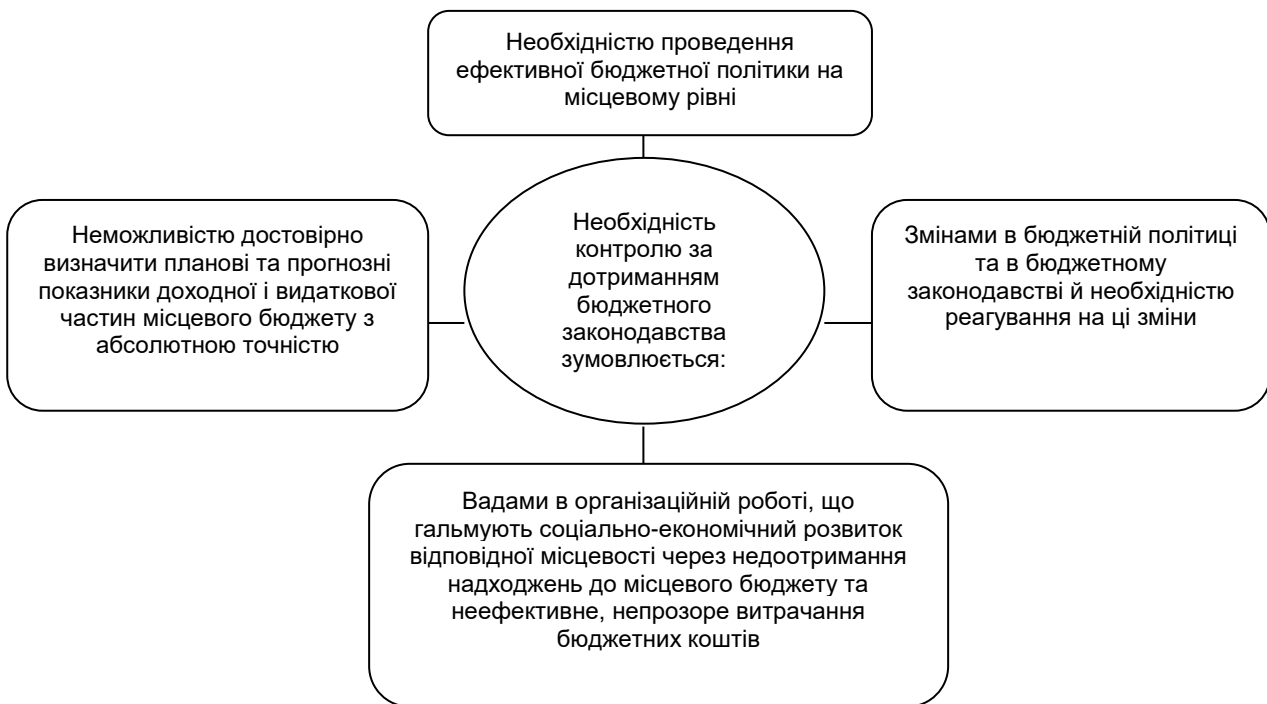 Необхідністю проведення
ефективної бюджетної політики на
місцевому рівні
Неможливістю достовірно
визначити планові та прогнозні
показники доходної і видаткової
частин місцевого бюджету з
абсолютною точністю
Необхідність
контролю за
дотриманням
бюджетного
законодавства
зумовлюється:
Змінами в бюджетній політиці
та в бюджетному
законодавстві й необхідністю
реагування на ці зміни
Вадами в організаційній роботі, що
гальмують соціально-економічний розвиток
відповідної місцевості через недоотримання
надходжень до місцевого бюджету та
неефективне, непрозоре витрачання
бюджетних коштів